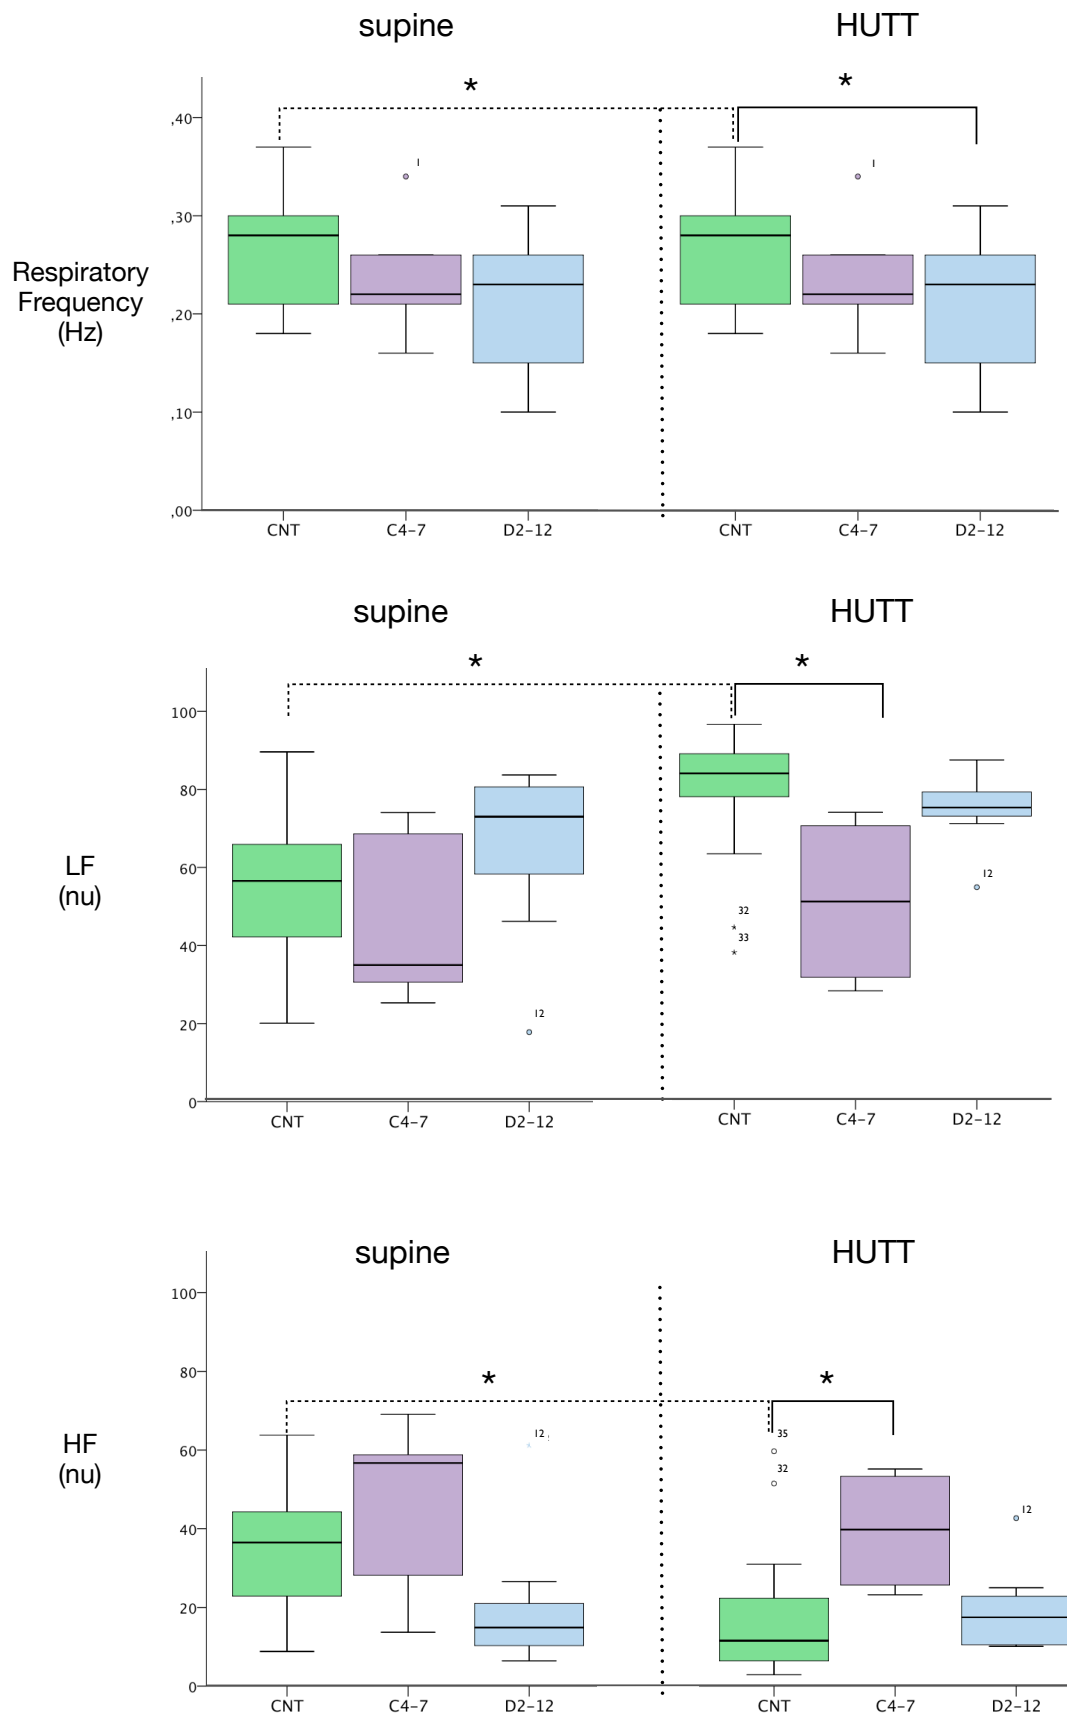 supine HUTT
* *
,40
,30
,20
,10
,00
Respiratory
Frequency
(Hz)
I I
CNT C4-7 D2-12 CNT C4-7 D2-12
supine HUTT
* *
100
80
60
40
20
0
LF
(nu)
12
32
33
12
CNT C4-7 D2-12 CNT C4-7 D2-12
supine HUTT
100
80
60
40
20
0
* *
HF
(nu)
12
35
32
12
CNT C4-7 D2-12 CNT C4-7 D2-12